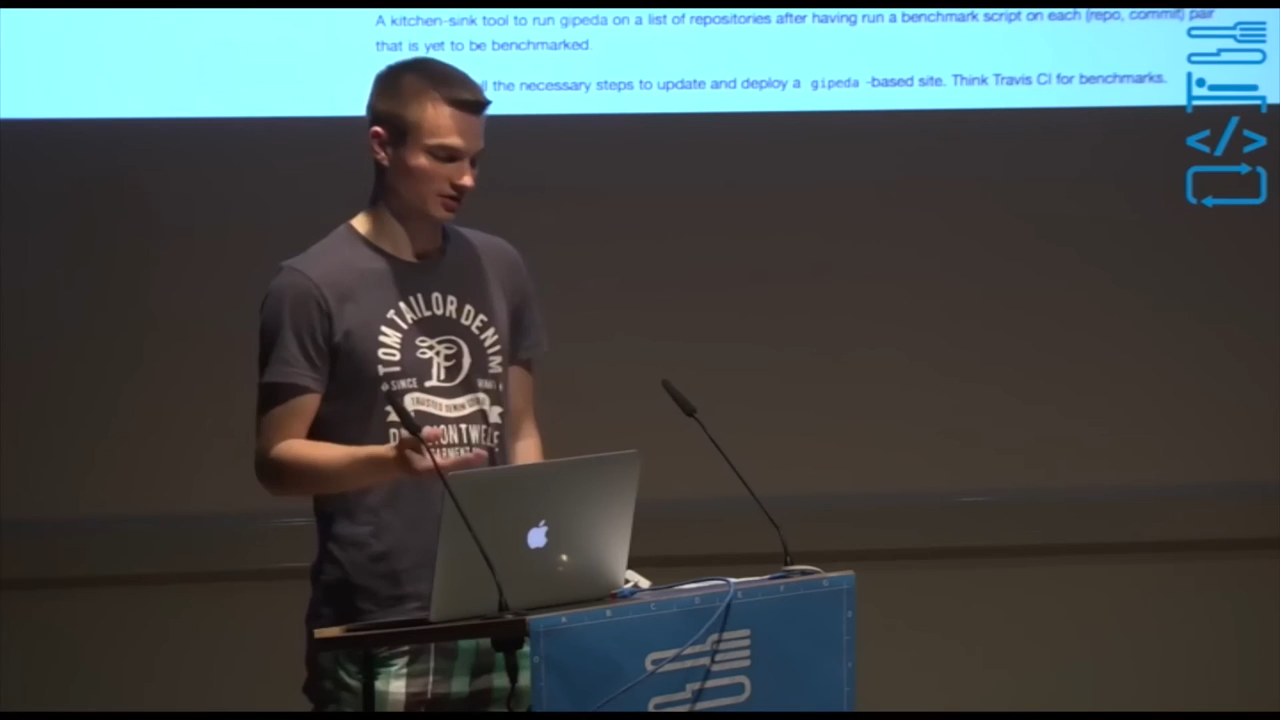 A kitchen-sink tool to run gipeda on a list of repositories after having run a benchmark script on each (repo, commit) pair
that is yet to be benchmarked.
the necessary steps to update and deploy a gipeda -based site. Think Travis CI for benchmarks.
</>
TOM TAILOR DENIM
SINCE
TRUSTED DENIM